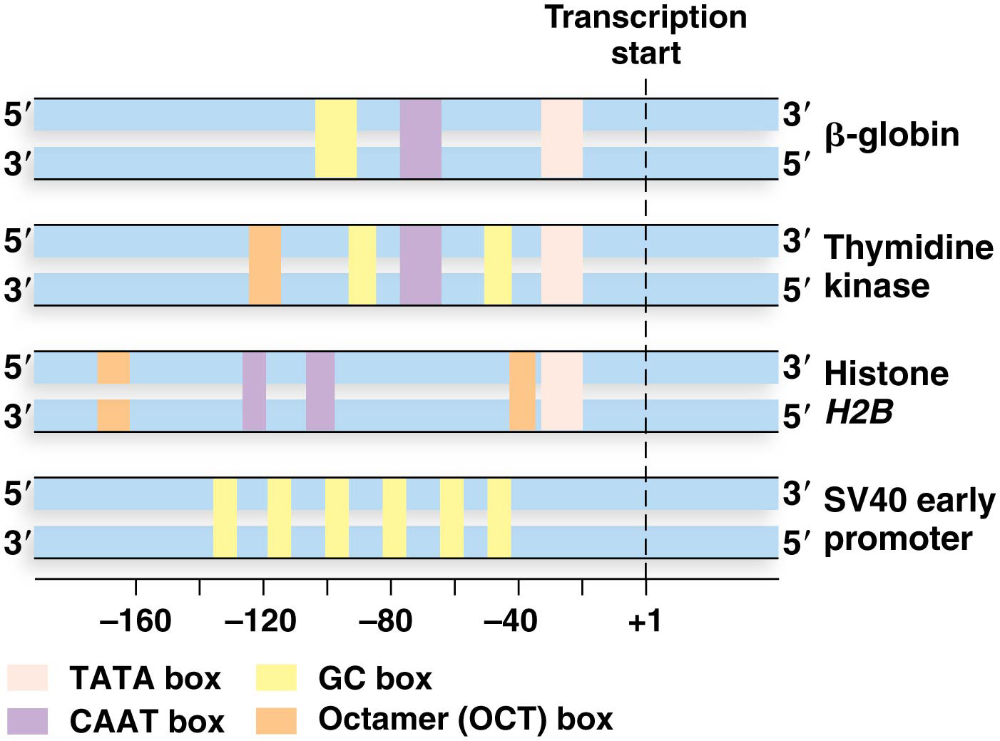 Transcription
start
5′ 3′
β-globin
3′ 5′
5′ 3′ Thymidine
3′ 5′ kinase
5′ 3′ Histone
3′ 5′ H2B
5′ 3′ SV40 early
3′ 5′ promoter
–160 –120 –80 –40 +1
TATA box GC box
CAAT box Octamer (OCT) box